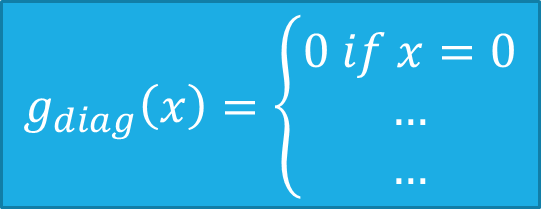 g_diag(x) = { 0 if x = 0
...
...